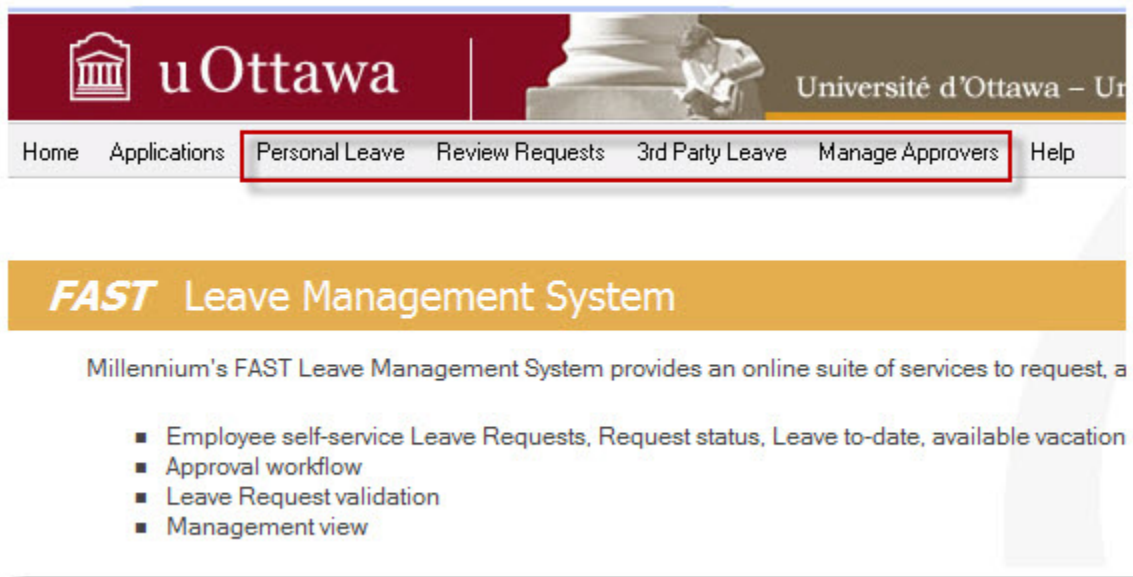 uOttawa
Université d'Ottawa –
Home Applications Personal Leave Review Requests 3rd Party Leave Manage Approvers Help
FAST Leave Management System
Millennium's FAST Leave Management System provides an online suite of services to request,
■ Employee self-service Leave Requests, Request status, Leave to-date, available vacation
■ Approval workflow
■ Leave Request validation
■ Management view